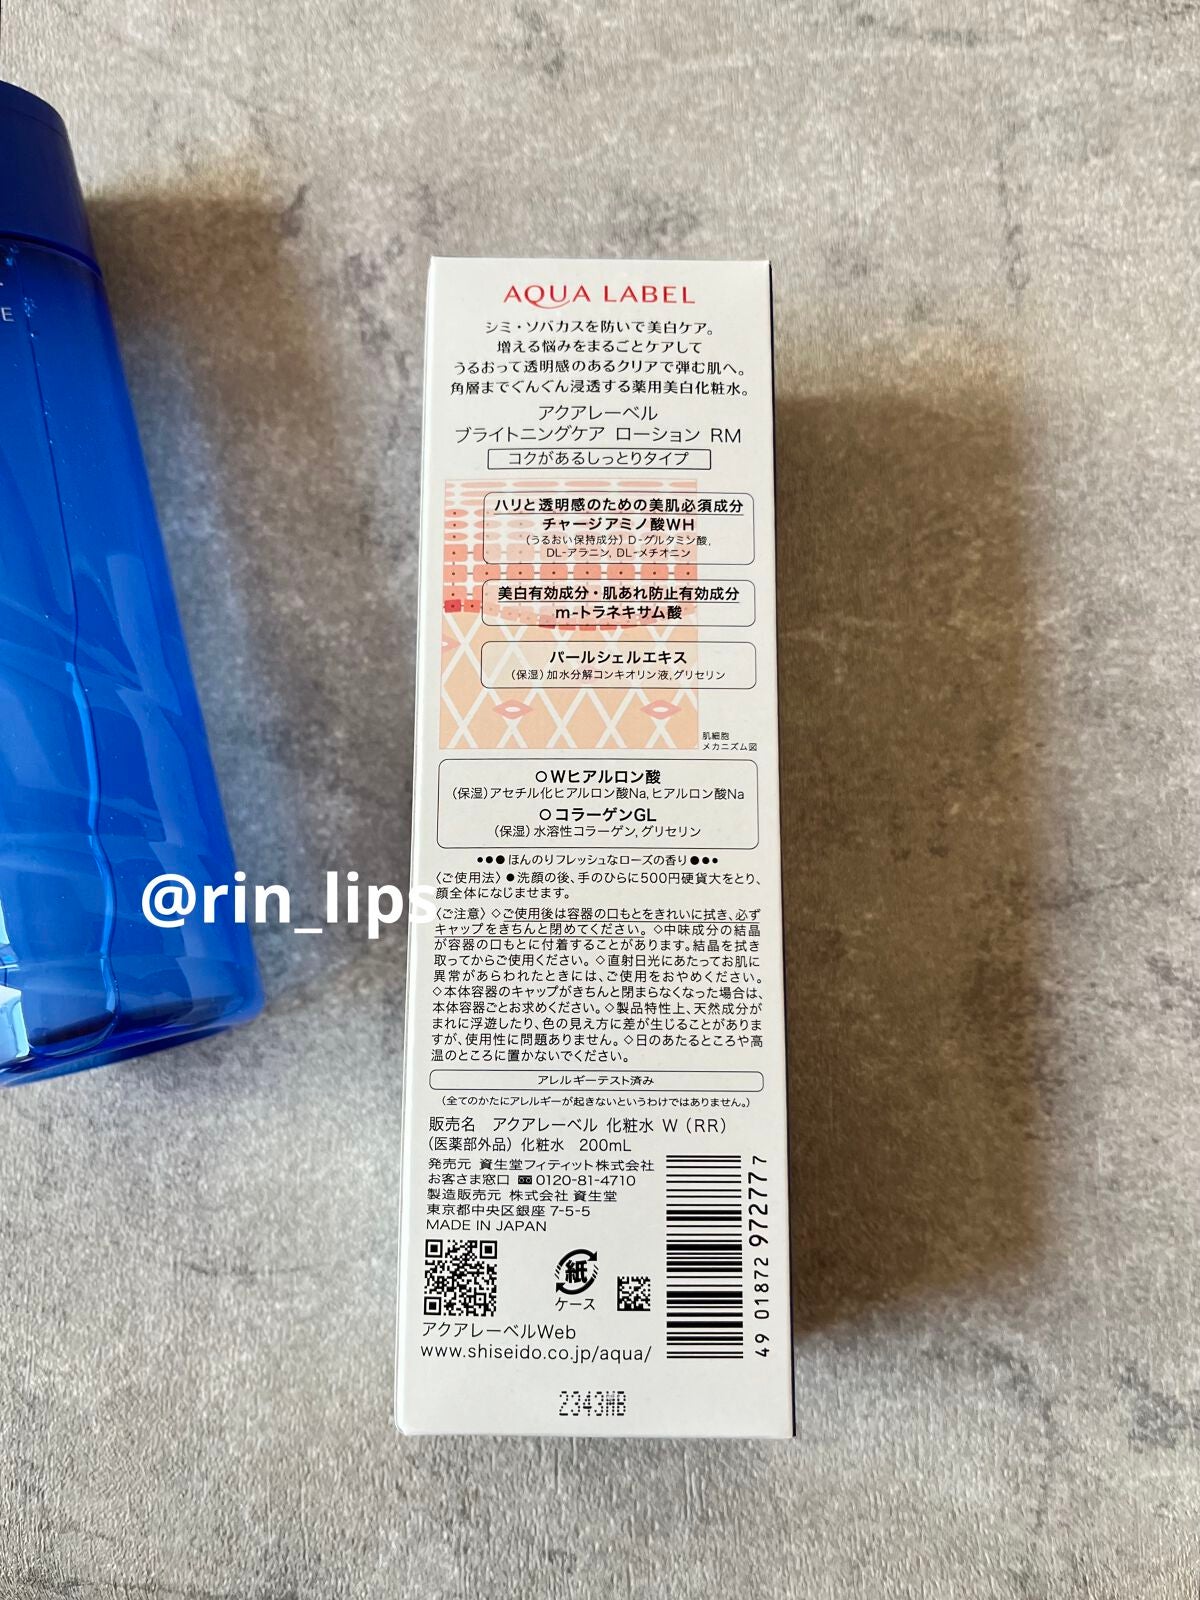 AQUA LABEL
シミ・ソバカスを防いで美白ケア。
増える悩みをまるごとケアして
うるおって透明感のあるクリアで弾む肌へ。
角層までぐんぐん浸透する薬用美白化粧水。
アクアレーベル
ブライトニングケア ローション RM
コクがあるしっとりタイプ
ハリと透明感のための美肌必須成分
チャージアミノ酸WH
（うるおい保持成分）D-グルタミン酸,
DL-アラニン, DL-メチオニン
美白有効成分・肌あれ防止有効成分
m-トラネキサム酸
パールシェルエキス
（保湿）加水分解コンキオリン液,グリセリン
肌細胞
メカニズム図
○Wヒアルロン酸
（保湿）アセチル化ヒアルロン酸Na, ヒアルロン酸Na
○コラーゲンGL
（保湿）水溶性コラーゲン, グリセリン
●●●ほんのりフレッシュなローズの香り●●●
〈ご使用法〉●洗顔の後、手のひらに500円硬貨大をとり、
顔全体になじませます。
〈ご注意〉◇ご使用後は容器の口もとをきれいに拭き、必ず
キャップをきちんと閉めてください。◇中味成分の結晶
が容器の口もとに付着することがあります。結晶を拭き
取ってからご使用ください。◇直射日光にあたってお肌に
異常があらわれたときには、ご使用をおやめください。
◇本体容器のキャップがきちんと閉まらなくなった場合は、
本体容器ごとお求めください。◇製品特性上、天然成分が
まれに浮遊したり、色の見え方に差が生じることがありま
すが、使用性に問題ありません。◇日のあたるところや高
温のところに置かないでください。
アレルギーテスト済み
（全てのかたにアレルギーが起きないというわけではありません。）
販売名 アクアレーベル 化粧水 W（RR）
（医薬部外品）化粧水 200mL
発売元 資生堂フィティット株式会社
お客さま窓口 0120-81-4710
製造販売元 株式会社 資生堂
東京都中央区銀座 7-5-5
MADE IN JAPAN
紙
ケース
アクアレーベルWeb
www.shiseido.co.jp/aqua/
4901872972777
2343WB
@rin_lips
E